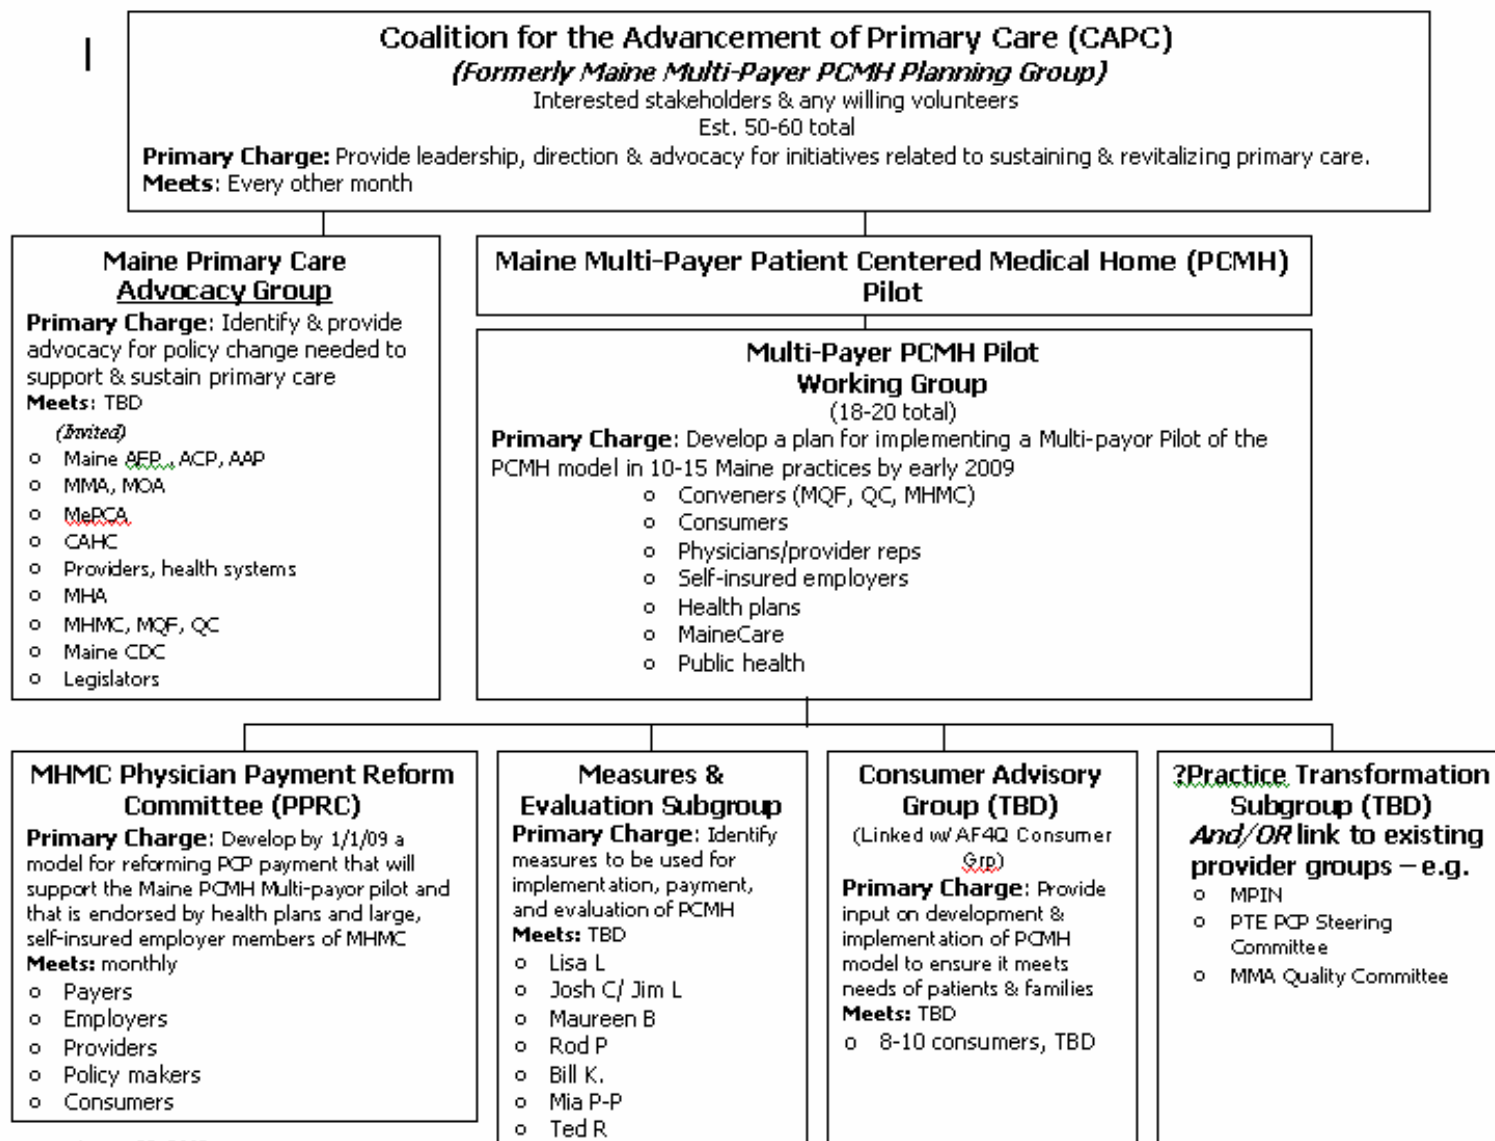 Coalition for the Advancement of Primary Care (CAPC)
(Formerly Maine Multi-Payer PCMH Planning Group)
Interested stakeholders & any willing volunteers
Est. 50-60 total
Primary Charge: Provide leadership, direction & advocacy for initiatives related to sustaining & revitalizing primary care.
Meets: Every other month
Maine Primary Care
Advocacy Group
Primary Charge: Identify & provide
advocacy for policy change needed to
support & sustain primary care
Meets: TBD
(Invited)
o Maine AFP , ACP, AAP
o MMA, MOA
o MePCA
o CAHC
o Providers, health systems
o MHA
o MHMC, MQF, QC
o Maine CDC
o Legislators
Maine Multi-Payer Patient Centered Medical Home (PCMH)
Pilot
Multi-Payer PCMH Pilot
Working Group
(18-20 total)
Primary Charge: Develop a plan for implementing a Multi-payor Pilot of the
PCMH model in 10-15 Maine practices by early 2009
o Conveners (MQF, QC, MHMC)
o Consumers
o Physicians/provider reps
o Self-insured employers
o Health plans
o MaineCare
o Public health
MHMC Physician Payment Reform
Committee (PPRC)
Primary Charge: Develop by 1/1/09 a
model for reforming PCP payment that will
support the Maine PCMH Multi-payor pilot and
that is endorsed by health plans and large,
self-insured employer members of MHMC
Meets: monthly
o Payers
o Employers
o Providers
o Policy makers
o Consumers
Measures &
Evaluation Subgroup
Primary Charge: Identify
measures to be used for
implementation, payment,
and evaluation of PCMH
Meets: TBD
o Lisa L
o Josh C/ Jim L
o Maureen B
o Rod P
o Bill K.
o Mia P-P
o Ted R
Consumer Advisory
Group (TBD)
(Linked w/ AF4Q Consumer
Grp)
Primary Charge: Provide
input on development &
implementation of PCMH
model to ensure it meets
needs of patients & families
Meets: TBD
o 8-10 consumers, TBD
?Practice Transformation
Subgroup (TBD)
And/OR link to existing
provider groups – e.g.
o MPIN
o PTE PCP Steering
Committee
o MMA Quality Committee